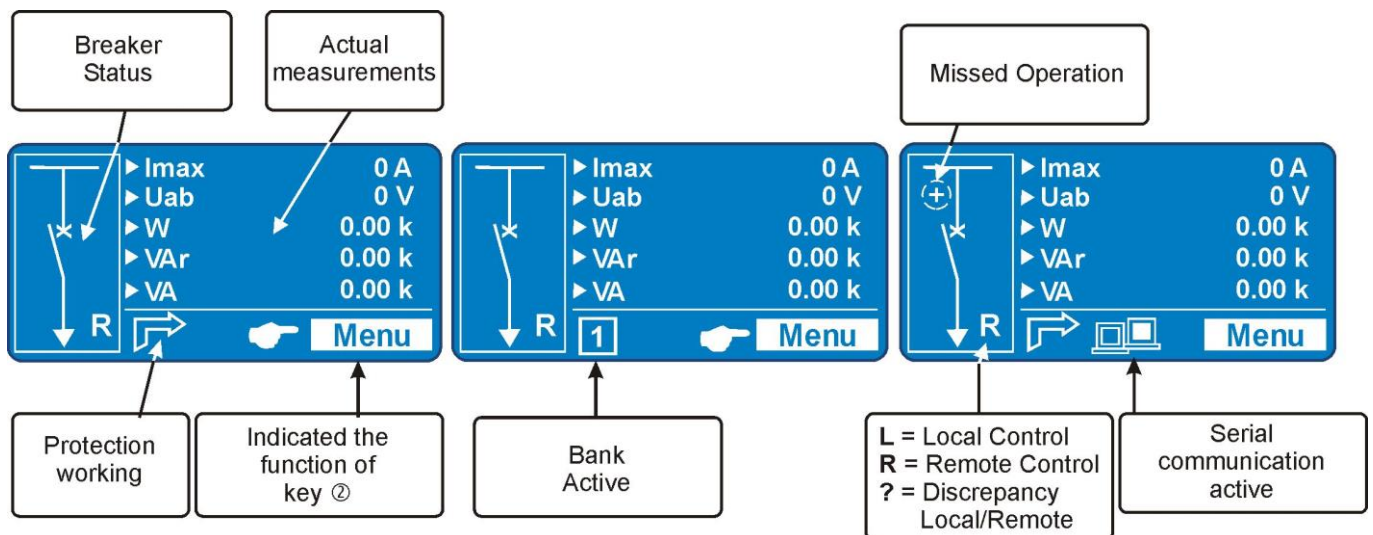 Breaker
Status
Actual
measurements
Missed Operation
▶ Imax 0 A
▶ Uab 0 V
▶ W 0.00 k
▶ VAr 0.00 k
▶ VA 0.00 k
R Menu
▶ Imax 0 A
▶ Uab 0 V
▶ W 0.00 k
▶ VAr 0.00 k
▶ VA 0.00 k
R 1 Menu
▶ Imax 0 A
▶ Uab 0 V
▶ W 0.00 k
▶ VAr 0.00 k
▶ VA 0.00 k
R Menu
Protection
working
Indicated the
function of
key ②
Bank
Active
L = Local Control
R = Remote Control
? = Discrepancy
Local/Remote
Serial
communication
active